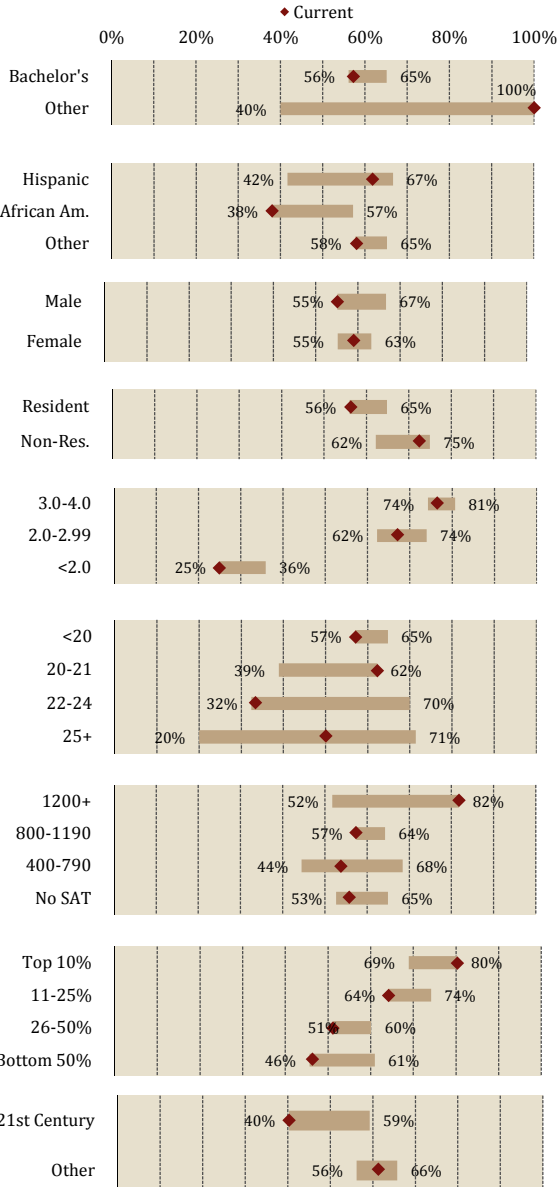 Current
0% 20% 40% 60% 80% 100%
Bachelor's 56% 65%
100%
Other 40%
Hispanic 42% 67%
African Am. 38% 57%
Other 58% 65%
Male 55% 67%
Female 55% 63%
Resident 56% 65%
Non-Res. 62% 75%
3.0-4.0 74% 81%
2.0-2.99 62% 74%
<2.0 25% 36%
<20 57% 65%
20-21 39% 62%
22-24 32% 70%
25+ 20% 71%
1200+ 52% 82%
800-1190 57% 64%
400-790 44% 68%
No SAT 53% 65%
Top 10% 69% 80%
11-25% 64% 74%
26-50% 51% 60%
Bottom 50% 46% 61%
21st Century 40% 59%
Other 56% 66%